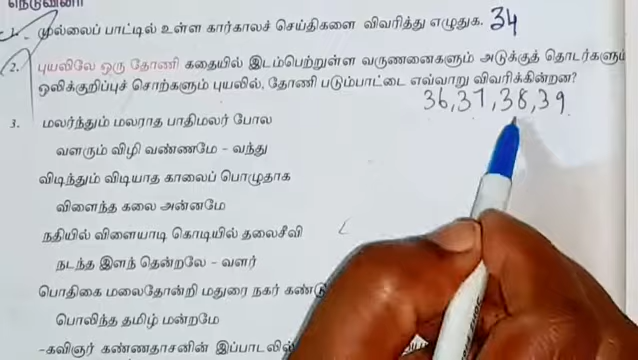 நெடுவினா
1. முல்லைப் பாட்டில் உள்ள கார்காலச் செய்திகளை விவரித்து எழுதுக. 34
2. புயலிலே ஒரு தோணி கதையில் இடம்பெற்றுள்ள வருணனைகளும் அடுக்குத் தொடர்களும்
ஒலிக்குறிப்புச் சொற்களும் புயலில், தோணி படும்பாட்டை எவ்வாறு விவரிக்கின்றன?
36,37,38,39
3. மலர்ந்தும் மலராத பாதிமலர் போல
வளரும் விழி வண்ணமே – வந்து
விடிந்தும் விடியாத காலைப் பொழுதாக
விளைந்த கலை அன்னமே
நதியில் விளையாடி கொடியில் தலைசீவி
நடந்த இளந் தென்றலே – வளர்
பொதிகை மலைதோன்றி மதுரை நகர் கண்டு
பொலிந்த தமிழ் மன்றமே
-கவிஞர் கண்ணதாசனின் இப்பாடலில்